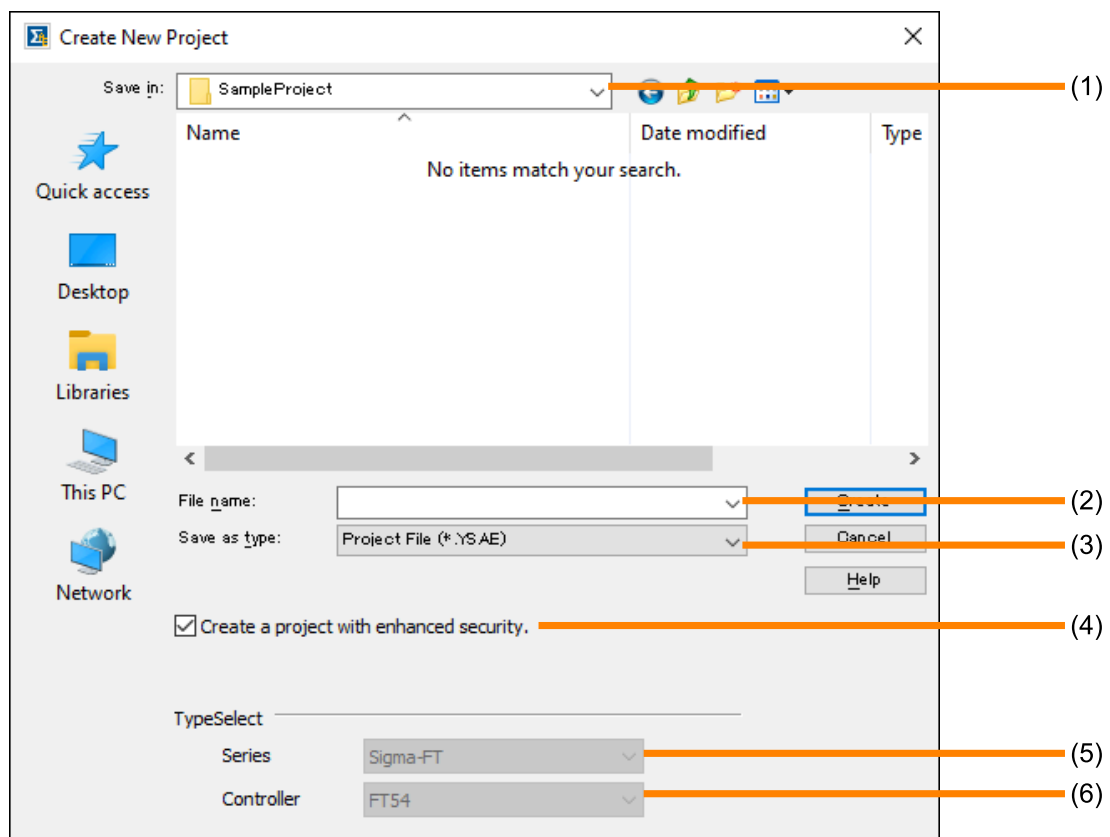 Create New Project
Save in: SampleProject (1)
Name Date modified Type
No items match your search.
Quick access
Desktop
Libraries
This PC
Network
File name: Create (2)
Save as type: Project File (*.YSAE) Cancel (3)
Help
Create a project with enhanced security. (4)
TypeSelect
Series Sigma-FT (5)
Controller FT54 (6)